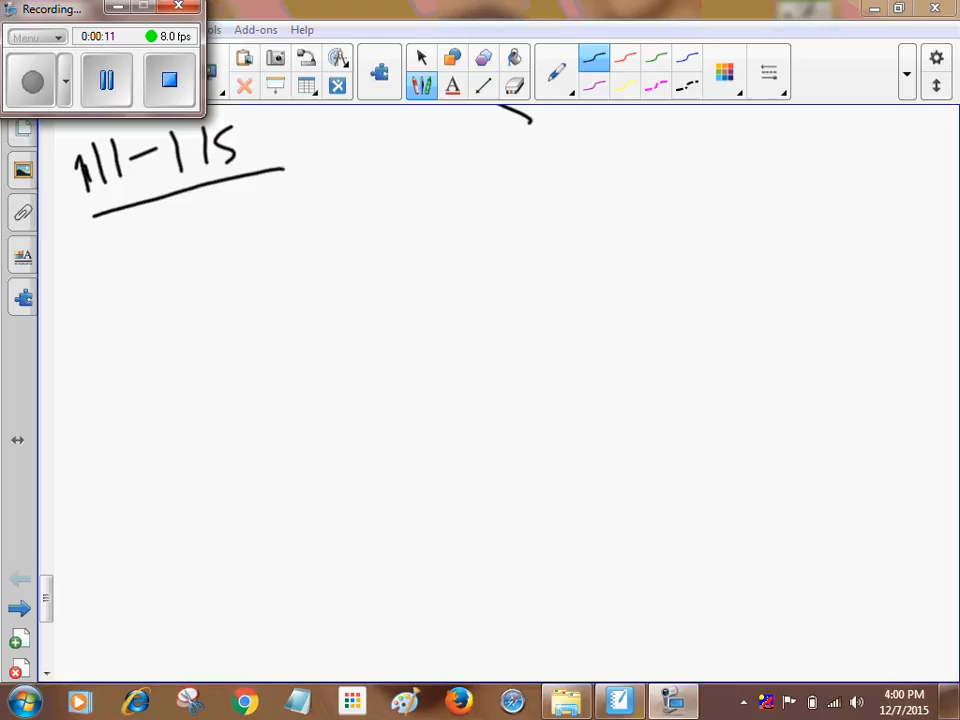 Recording...
Menu 0:00:11 8.0 fps
Add-ons Help
111-115
4:00 PM
12/7/2015